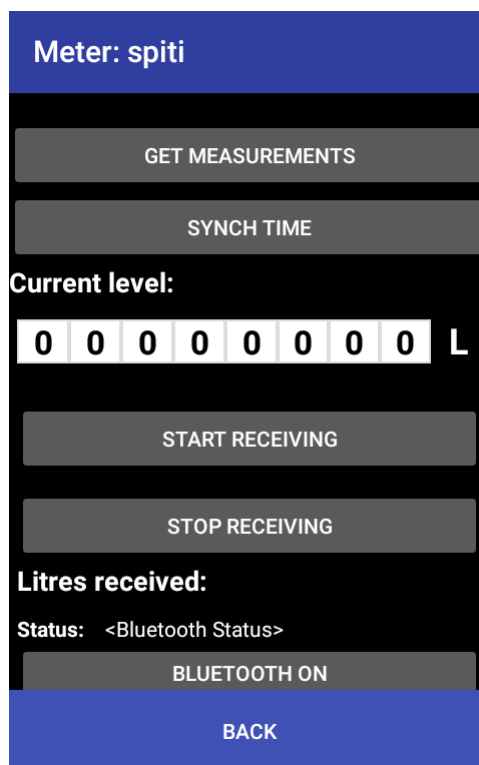 Meter: spiti
GET MEASUREMENTS
SYNCH TIME
Current level:
0 0 0 0 0 0 0 0 L
START RECEIVING
STOP RECEIVING
Litres received:
Status: <Bluetooth Status>
BLUETOOTH ON
BACK